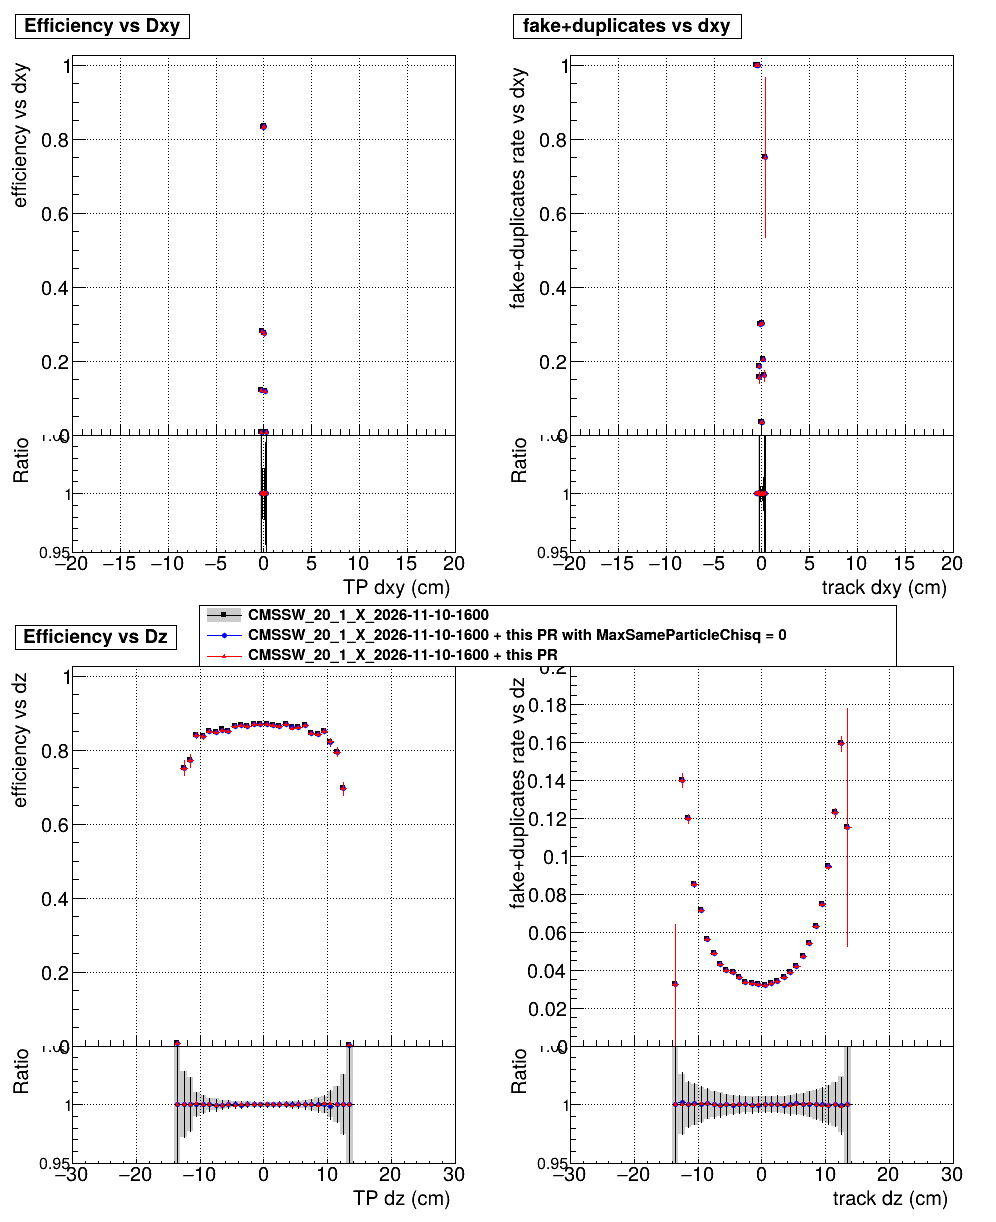 Efficiency vs Dxy
efficiency vs dxy
1
0.8
0.6
0.4
0.2
0
Ratio
1
0.95
−20 −15 −10 −5 0 5 10 15 20
TP dxy (cm)
fake+duplicates vs dxy
fake+duplicates rate vs dxy
1
0.8
0.6
0.4
0.2
0
Ratio
1
0.95
−20 −15 −10 −5 0 5 10 15 20
track dxy (cm)
CMSSW_20_1_X_2026-11-10-1600
CMSSW_20_1_X_2026-11-10-1600 + this PR with MaxSameParticleChisq = 0
CMSSW_20_1_X_2026-11-10-1600 + this PR
Efficiency vs Dz
efficiency vs dz
1
0.8
0.6
0.4
0.2
0
Ratio
1
0.95
−30 −20 −10 0 10 20 30
TP dz (cm)
fake+duplicates rate vs dz
0.2
0.18
0.16
0.14
0.12
0.1
0.08
0.06
0.04
0.02
0
Ratio
1
0.95
−30 −20 −10 0 10 20 30
track dz (cm)